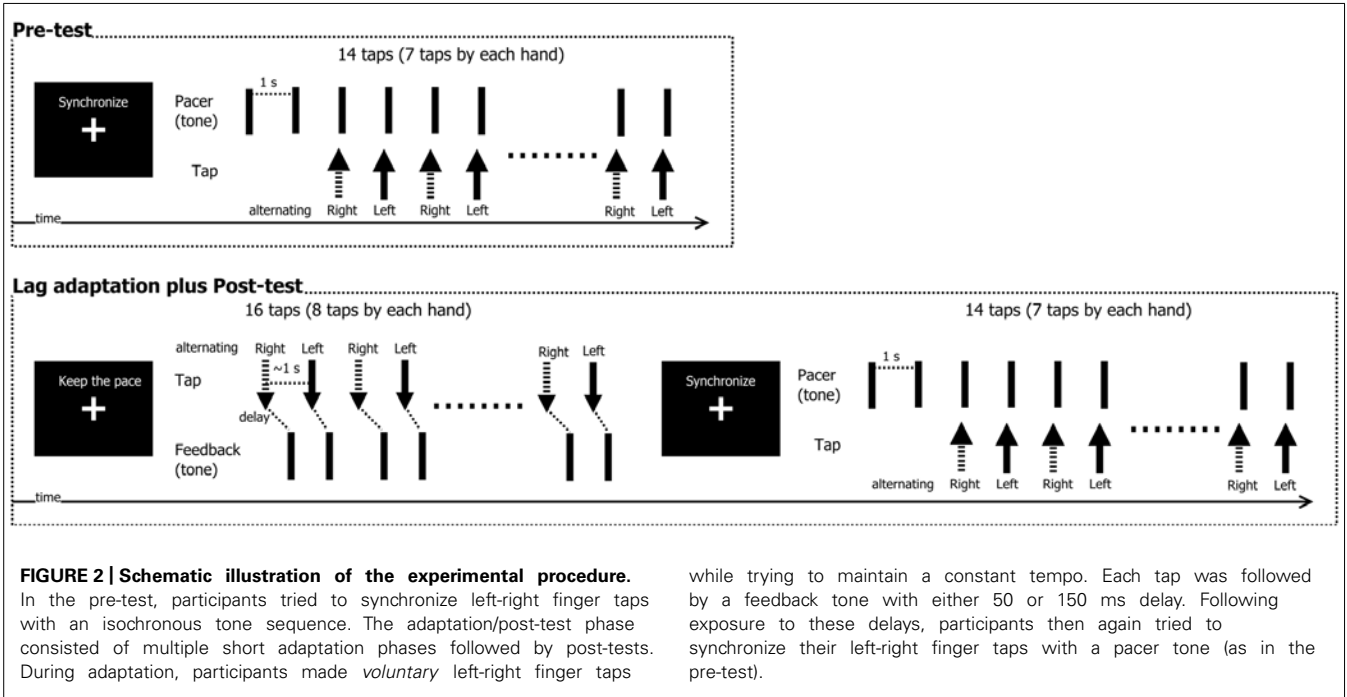 Pre-test
14 taps (7 taps by each hand)
Synchronize
Pacer
(tone)
1 s
Tap
alternating Right Left Right Left Right Left
time
Lag adaptation plus Post-test
16 taps (8 taps by each hand)
alternating Right Left Right Left Right Left
Keep the pace
Tap
~1 s
delay
Feedback
(tone)
14 taps (7 taps by each hand)
Synchronize
Pacer
(tone)
1 s
Tap
alternating Right Left Right Left Right Left
time
FIGURE 2 | Schematic illustration of the experimental procedure.
In the pre-test, participants tried to synchronize left-right finger taps
with an isochronous tone sequence. The adaptation/post-test phase
consisted of multiple short adaptation phases followed by post-tests.
During adaptation, participants made voluntary left-right finger taps
while trying to maintain a constant tempo. Each tap was followed
by a feedback tone with either 50 or 150 ms delay. Following
exposure to these delays, participants then again tried to
synchronize their left-right finger taps with a pacer tone (as in the
pre-test).